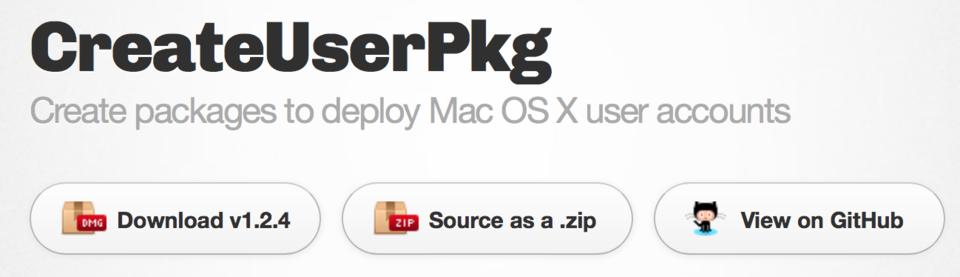 CreateUserPkg
Create packages to deploy Mac OS X user accounts
DMG Download v1.2.4
ZIP Source as a .zip
View on GitHub